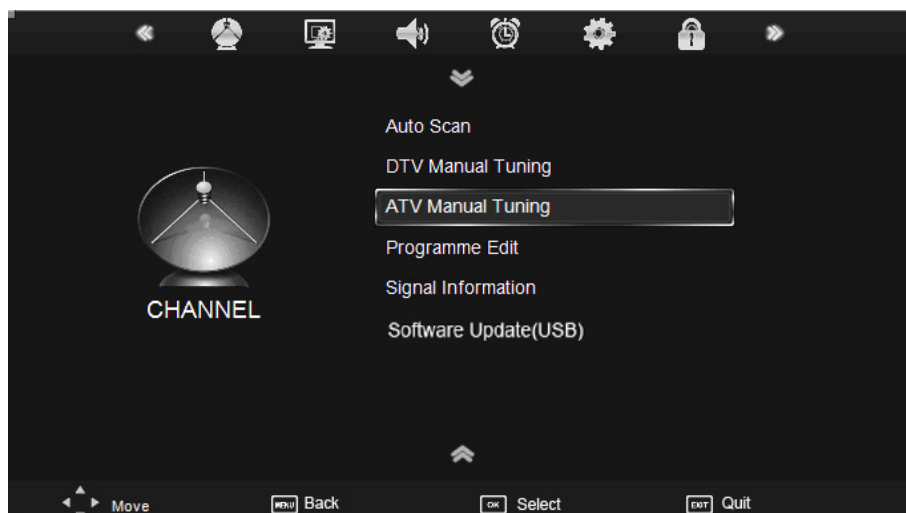 Auto Scan
DTV Manual Tuning
ATV Manual Tuning
Programme Edit
Signal Information
Software Update(USB)
CHANNEL
Move MENU Back OK Select EXIT Quit